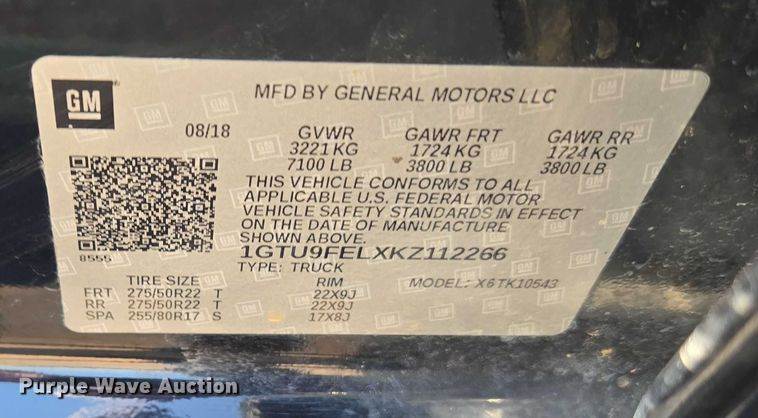 GM
MFD BY GENERAL MOTORS LLC
08/18 GVWR GAWR FRT GAWR RR
3221 KG 1724 KG 1724 KG
7100 LB 3800 LB 3800 LB
THIS VEHICLE CONFORMS TO ALL
APPLICABLE U.S. FEDERAL MOTOR
VEHICLE SAFETY STANDARDS IN EFFECT
ON THE DATE OF MANUFACTURE
SHOWN ABOVE.
8555
1GTU9FELXKZ112266
TYPE: TRUCK
TIRE SIZE RIM MODEL: X6TK10543
FRT 275/50R22 T 22X9J
RR 275/50R22 T 22X9J
SPA 255/80R17 S 17X8J
Purple Wave Auction